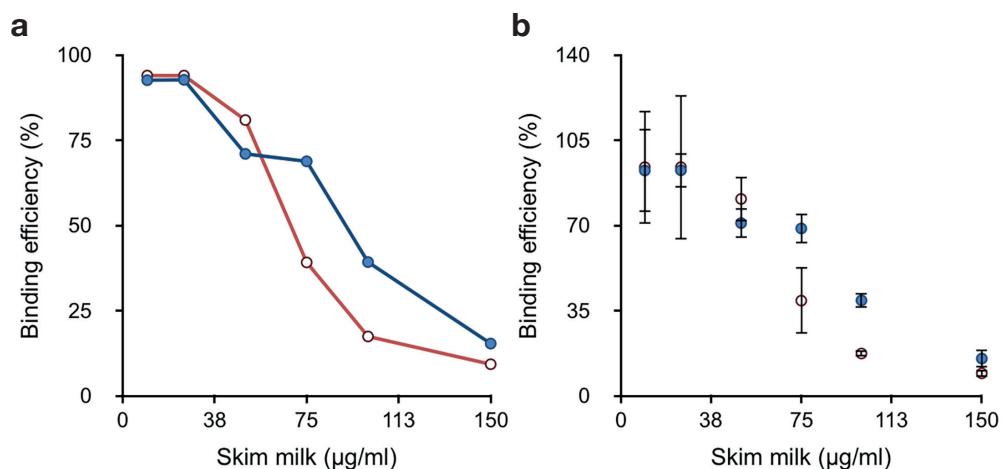 a
100
75
50
25
0
Binding efficiency (%)
0 38 75 113 150
Skim milk (µg/ml)
b
140
105
70
35
0
Binding efficiency (%)
0 38 75 113 150
Skim milk (µg/ml)